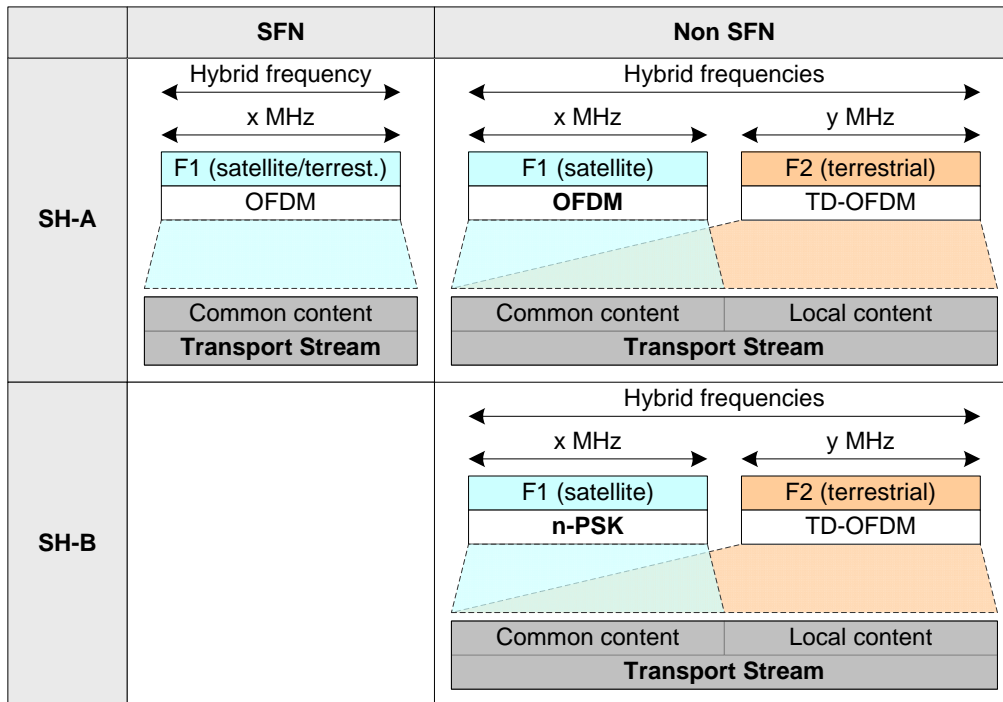 SFN
Non SFN
SH-A
Hybrid frequency
x MHz
F1 (satellite/terrest.)
OFDM
Common content
Transport Stream
Hybrid frequencies
x MHz
y MHz
F1 (satellite)
F2 (terrestrial)
OFDM
TD-OFDM
Common content
Local content
Transport Stream
SH-B
Hybrid frequencies
x MHz
y MHz
F1 (satellite)
F2 (terrestrial)
n-PSK
TD-OFDM
Common content
Local content
Transport Stream